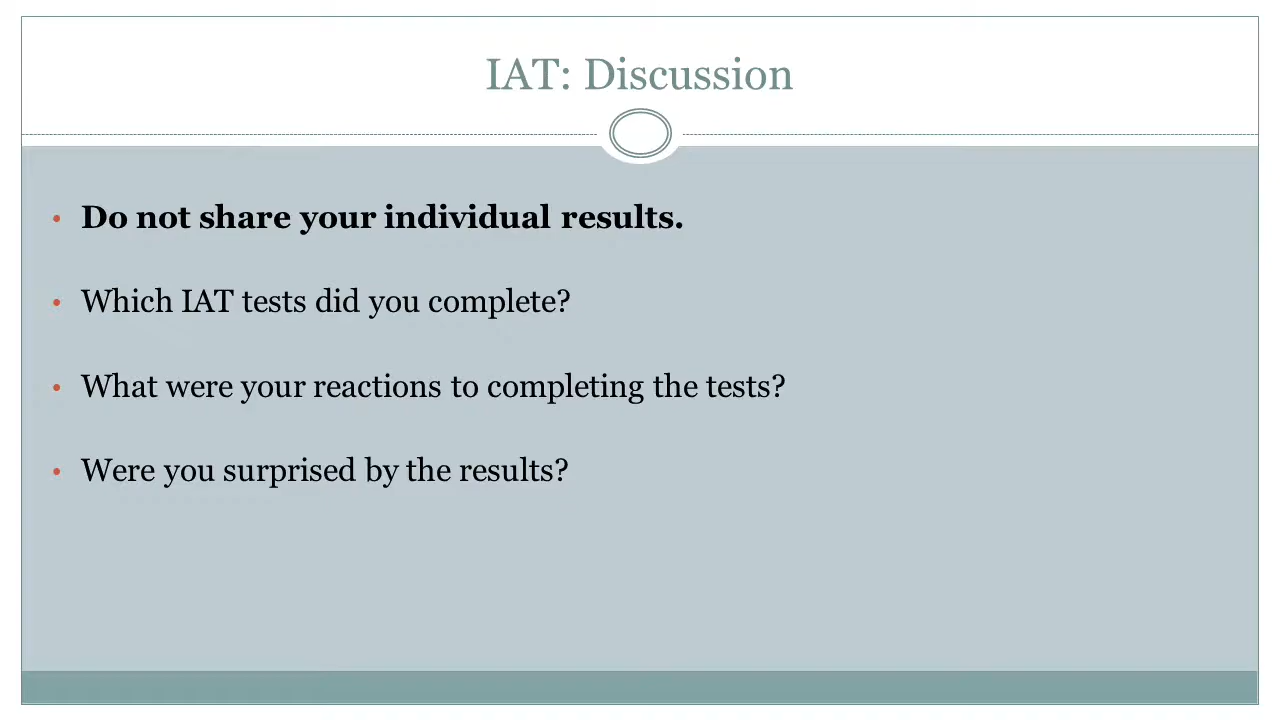 IAT: Discussion
• Do not share your individual results.
• Which IAT tests did you complete?
• What were your reactions to completing the tests?
• Were you surprised by the results?